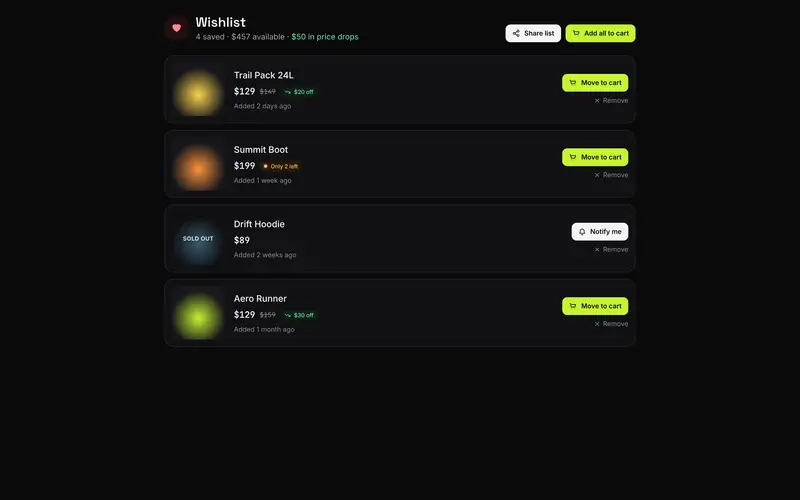 Wishlist
4 saved · $457 available · $50 in price drops
Share list
Add all to cart
Trail Pack 24L
$129 $149 $20 off
Added 2 days ago
Move to cart
Remove
Summit Boot
$199 Only 2 left
Added 1 week ago
Move to cart
Remove
SOLD OUT
Drift Hoodie
$89
Added 2 weeks ago
Notify me
Remove
Aero Runner
$129 $159 $30 off
Added 1 month ago
Move to cart
Remove